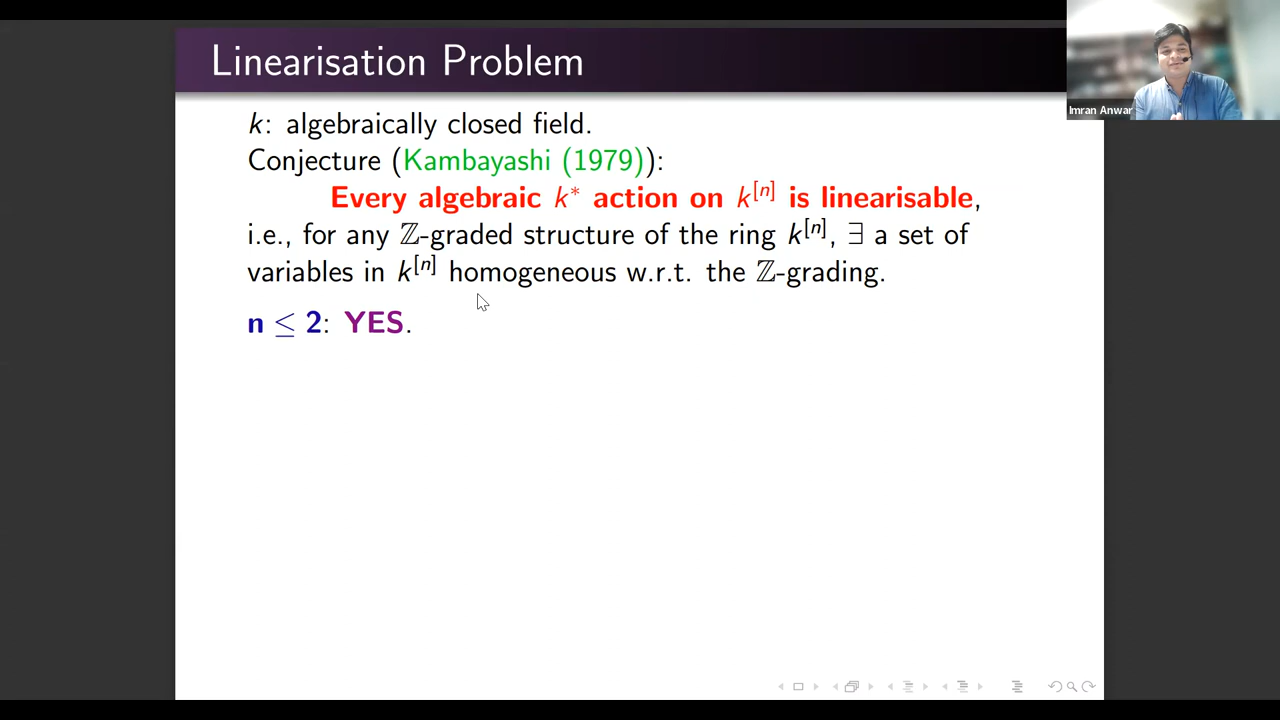 Linearisation Problem
Imran Anwar
k: algebraically closed field.
Conjecture (Kambayashi (1979)):
Every algebraic k* action on k^[n] is linearisable,
i.e., for any ℤ-graded structure of the ring k^[n], ∃ a set of
variables in k^[n] homogeneous w.r.t. the ℤ-grading.
n ≤ 2: YES.